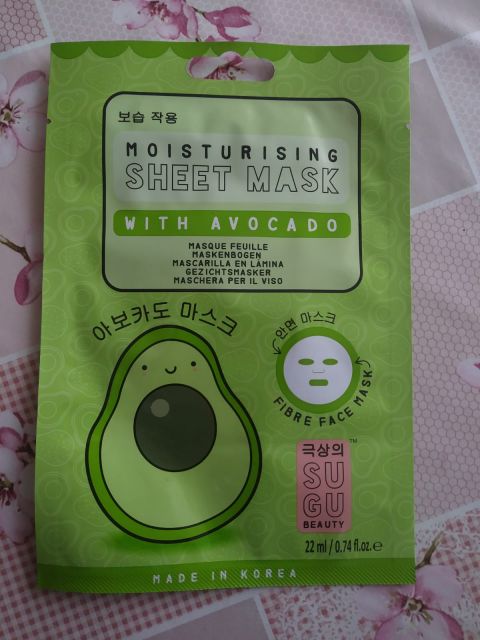 보습 작용
MOISTURISING
SHEET MASK
WITH AVOCADO
MASQUE FEUILLE
MASKENBOGEN
MASCARILLA EN LÁMINA
GEZICHTSMASKER
MASCHERA PER IL VISO
아보카도 마스크
안면 마스크
FIBRE FACE MASK
극상의
TM
SU
GU
BEAUTY
22 ml / 0.74 fl.oz. ℮
MADE IN KOREA